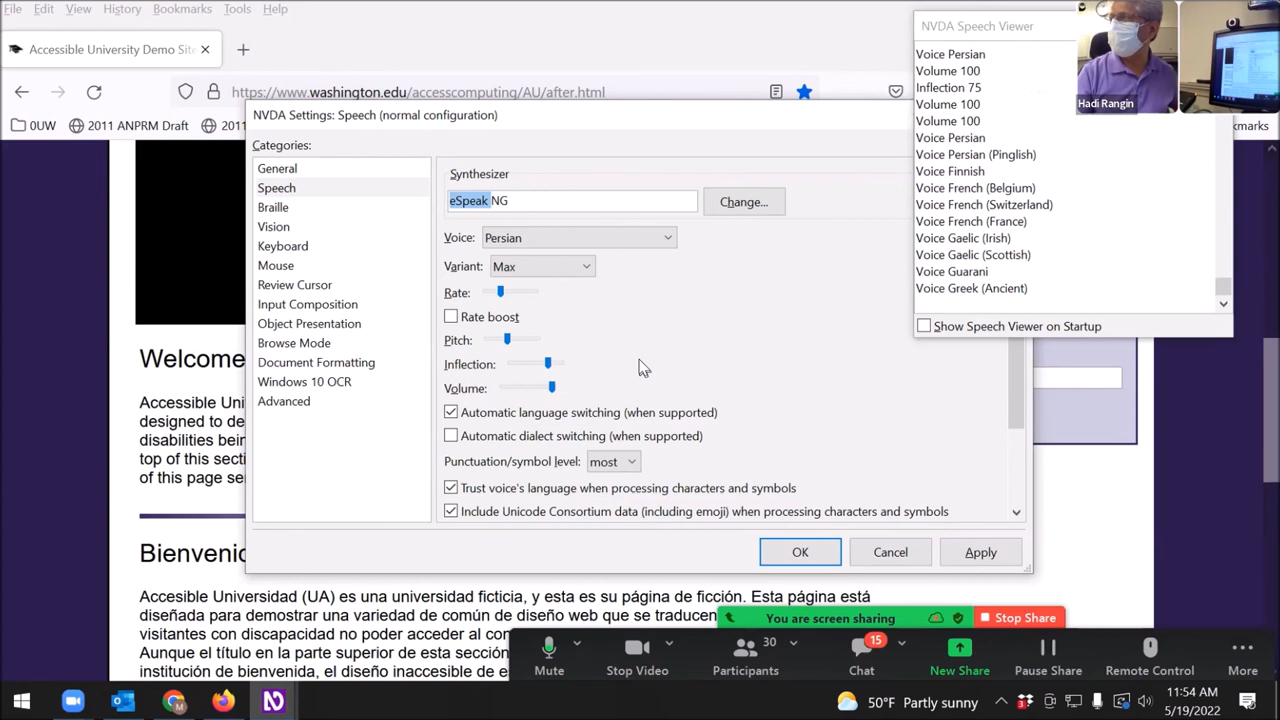 File Edit View History Bookmarks Tools Help
Accessible University Demo Sit
https://www.washington.edu/accesscomputing/AU/after.html
0UW 2011 ANPRM Draft 201
kmarks
NVDA Speech Viewer
Voice Persian
Volume 100
Inflection 75
Volume 100
Volume 100
Voice Persian
Voice Persian (Pinglish)
Voice Finnish
Voice French (Belgium)
Voice French (Switzerland)
Voice French (France)
Voice Gaelic (Irish)
Voice Gaelic (Scottish)
Voice Guarani
Voice Greek (Ancient)
Show Speech Viewer on Startup
Hadi Rangin
NVDA Settings: Speech (normal configuration)
Categories:
General
Speech
Braille
Vision
Keyboard
Mouse
Review Cursor
Input Composition
Object Presentation
Browse Mode
Document Formatting
Windows 10 OCR
Advanced
Synthesizer
eSpeak NG Change...
Voice: Persian
Variant: Max
Rate:
Rate boost
Pitch:
Inflection:
Volume:
Automatic language switching (when supported)
Automatic dialect switching (when supported)
Punctuation/symbol level: most
Trust voice's language when processing characters and symbols
Include Unicode Consortium data (including emoji) when processing characters and symbols
OK Cancel Apply
Welcome
Accessible Uni
designed to de
disabilities bein
top of this secti
of this page se
Bienvenid
Accessible Universidad (UA) es una universidad ficticia, y esta es su página de ficción. Esta página está
diseñada para demostrar una variedad de común de diseño web que se traducen
visitantes con discapacidad no poder acceder al con
Aunque el título en la parte superior de esta sección
institución de bienvenida, el diseño inaccesible de e
You are screen sharing Stop Share
30 15
Mute Stop Video Participants Chat New Share Pause Share Remote Control More
50°F Partly sunny
11:54 AM
5/19/2022